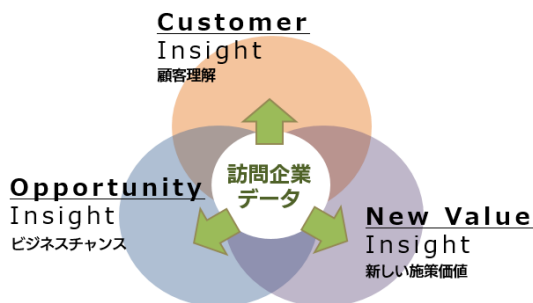 Customer
Insight
顧客理解
訪問企業
データ
Opportunity
Insight
ビジネスチャンス
New Value
Insight
新しい施策価値